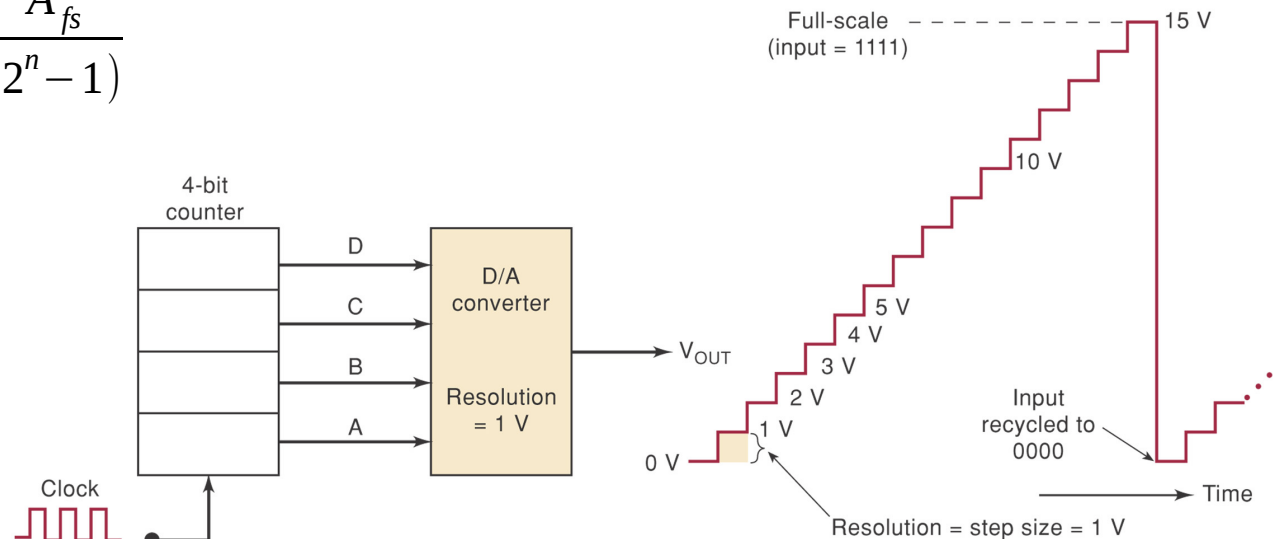 A fs
(2^n − 1)
Full-scale
(input = 1111)
15 V
10 V
5 V
4 V
3 V
2 V
1 V
0 V
4-bit
counter
D
C
B
A
D/A
converter
Resolution
= 1 V
V_OUT
Input
recycled to
0000
Time
Clock
Resolution = step size = 1 V